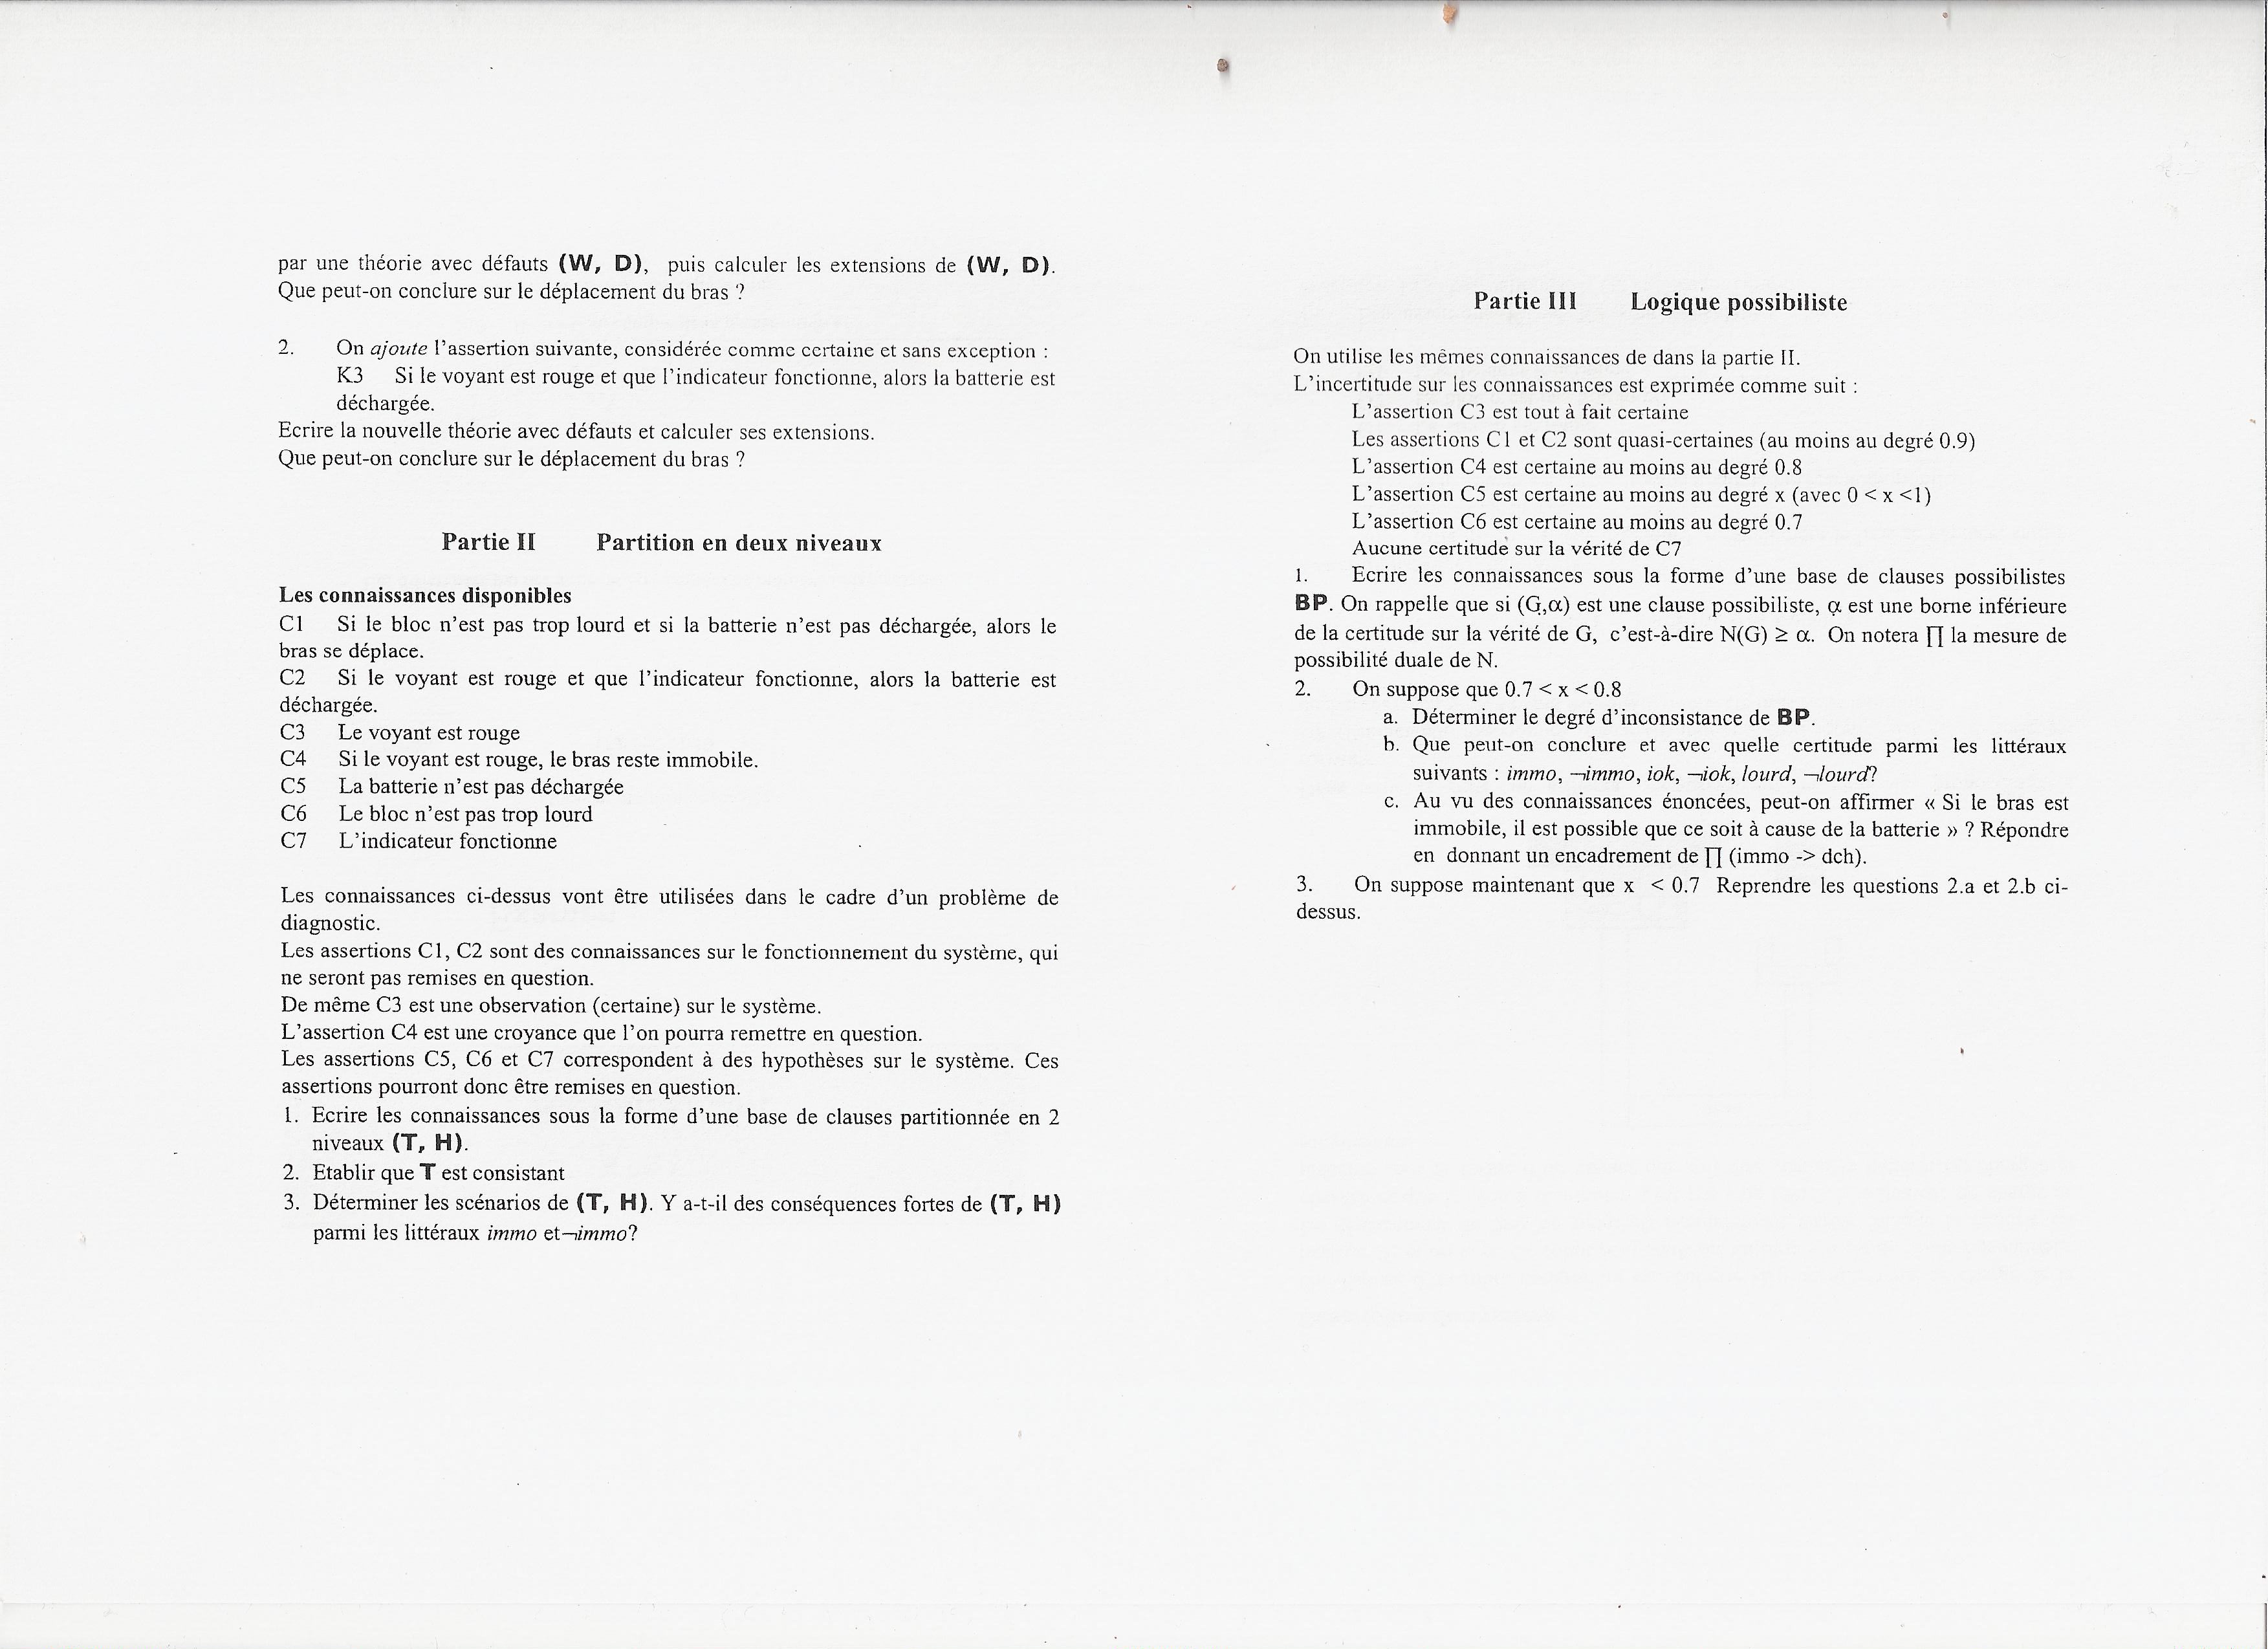 par une théorie avec défauts (W, D), puis calculer les extensions de (W, D).
Que peut-on conclure sur le déplacement du bras ?
2. On ajoute l'assertion suivante, considérée comme certaine et sans exception :
K3 Si le voyant est rouge et que l'indicateur fonctionne, alors la batterie est
déchargée.
Ecrire la nouvelle théorie avec défauts et calculer ses extensions.
Que peut-on conclure sur le déplacement du bras ?
Partie II Partition en deux niveaux
Les connaissances disponibles
C1 Si le bloc n'est pas trop lourd et si la batterie n'est pas déchargée, alors le
bras se déplace.
C2 Si le voyant est rouge et que l'indicateur fonctionne, alors la batterie est
déchargée.
C3 Le voyant est rouge
C4 Si le voyant est rouge, le bras reste immobile.
C5 La batterie n'est pas déchargée
C6 Le bloc n'est pas trop lourd
C7 L'indicateur fonctionne
Les connaissances ci-dessus vont être utilisées dans le cadre d'un problème de
diagnostic.
Les assertions C1, C2 sont des connaissances sur le fonctionnement du système, qui
ne seront pas remises en question.
De même C3 est une observation (certaine) sur le système.
L'assertion C4 est une croyance que l'on pourra remettre en question.
Les assertions C5, C6 et C7 correspondent à des hypothèses sur le système. Ces
assertions pourront donc être remises en question.
1. Ecrire les connaissances sous la forme d'une base de clauses partitionnée en 2
niveaux (T, H).
2. Etablir que T est consistant
3. Déterminer les scénarios de (T, H). Y a-t-il des conséquences fortes de (T, H)
parmi les littéraux immo et¬immo?
Partie III Logique possibiliste
On utilise les mêmes connaissances de dans la partie II.
L'incertitude sur les connaissances est exprimée comme suit :
L'assertion C3 est tout à fait certaine
Les assertions C1 et C2 sont quasi-certaines (au moins au degré 0.9)
L'assertion C4 est certaine au moins au degré 0.8
L'assertion C5 est certaine au moins au degré x (avec 0 < x <1)
L'assertion C6 est certaine au moins au degré 0.7
Aucune certitude sur la vérité de C7
1. Ecrire les connaissances sous la forme d'une base de clauses possibilistes
BP. On rappelle que si (G,α) est une clause possibiliste, α est une borne inférieure
de la certitude sur la vérité de G, c'est-à-dire N(G) ≥ α. On notera ∏ la mesure de
possibilité duale de N.
2. On suppose que 0.7 < x < 0.8
a. Déterminer le degré d'inconsistance de BP.
b. Que peut-on conclure et avec quelle certitude parmi les littéraux
suivants : immo, ¬immo, iok, ¬iok, lourd, ¬lourd?
c. Au vu des connaissances énoncées, peut-on affirmer « Si le bras est
immobile, il est possible que ce soit à cause de la batterie » ? Répondre
en donnant un encadrement de ∏ (immo -> dch).
3. On suppose maintenant que x < 0.7 Reprendre les questions 2.a et 2.b ci-
dessus.